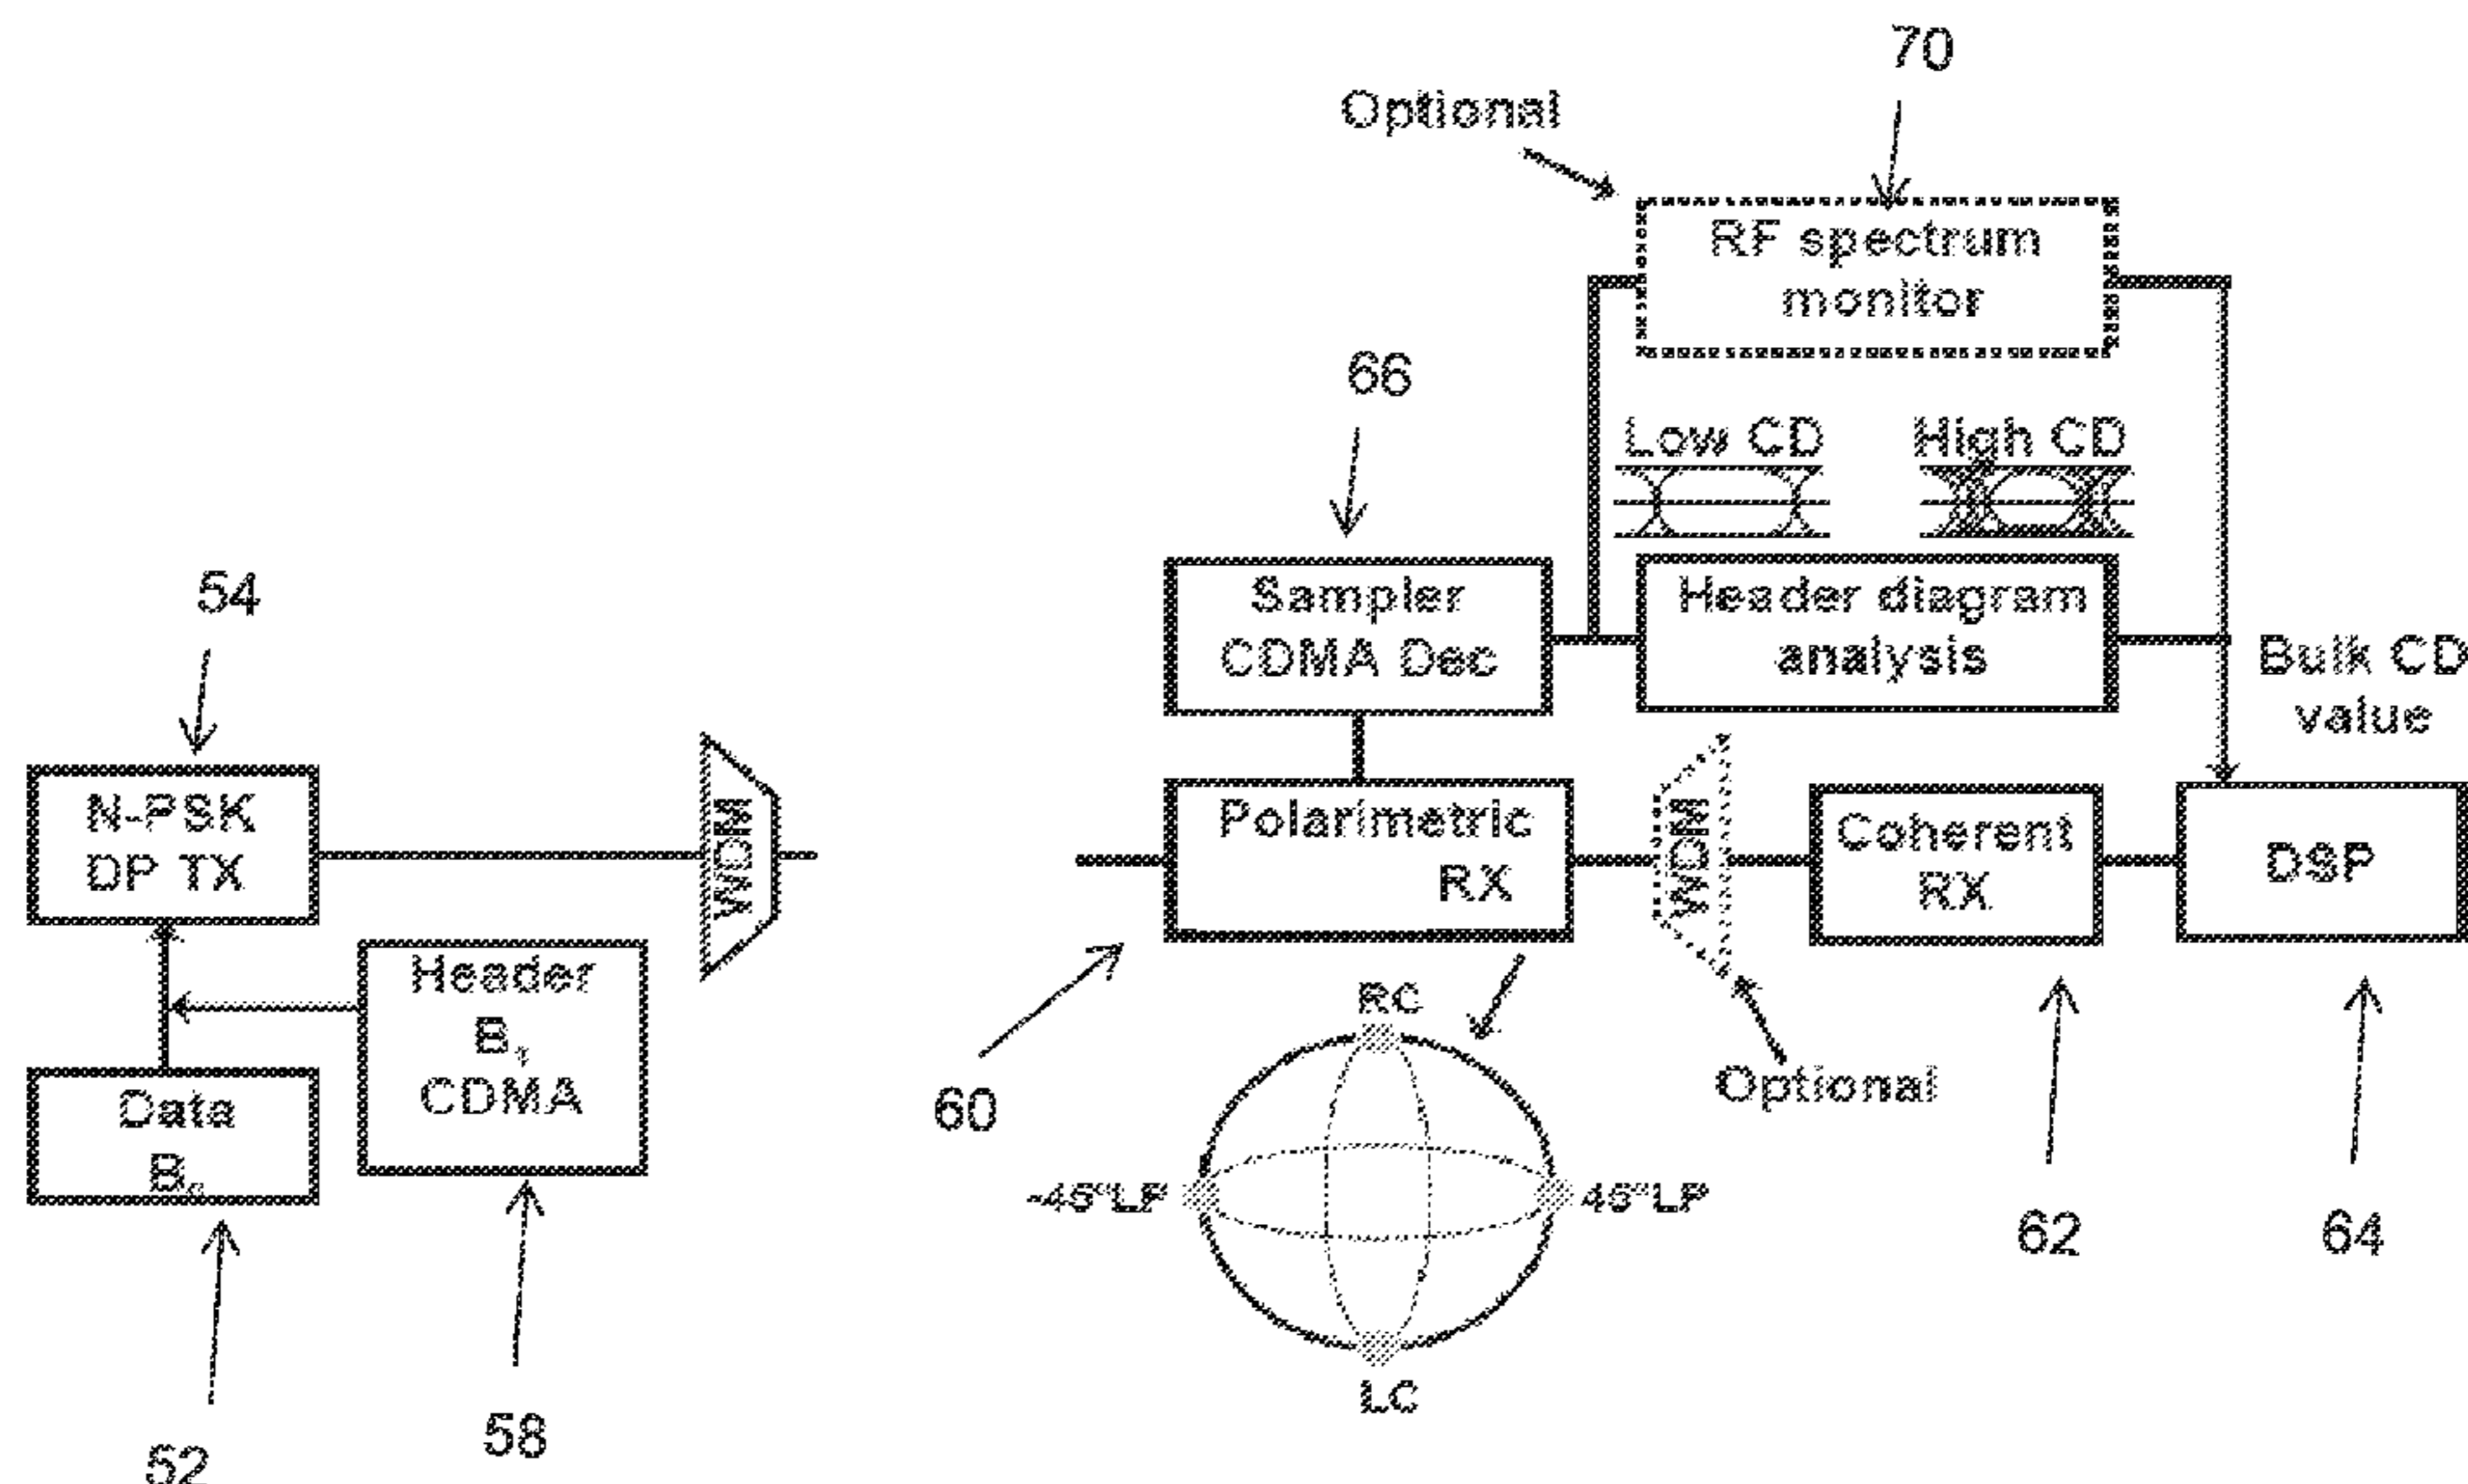 70
Optional
RF spectrum
monitor
66
Low CD
High CD
54
Sampler
CDMA Dec
Header diagram
analysis
Bulk CD
value
N-PSK
DP TX
WDM
Polarimetric
RX
WDM
Coherent
RX
DSP
Header
B₁
CDMA
Data
B₀
RC
60
Optional
-45°LP
45°LP
62
64
LC
58
52